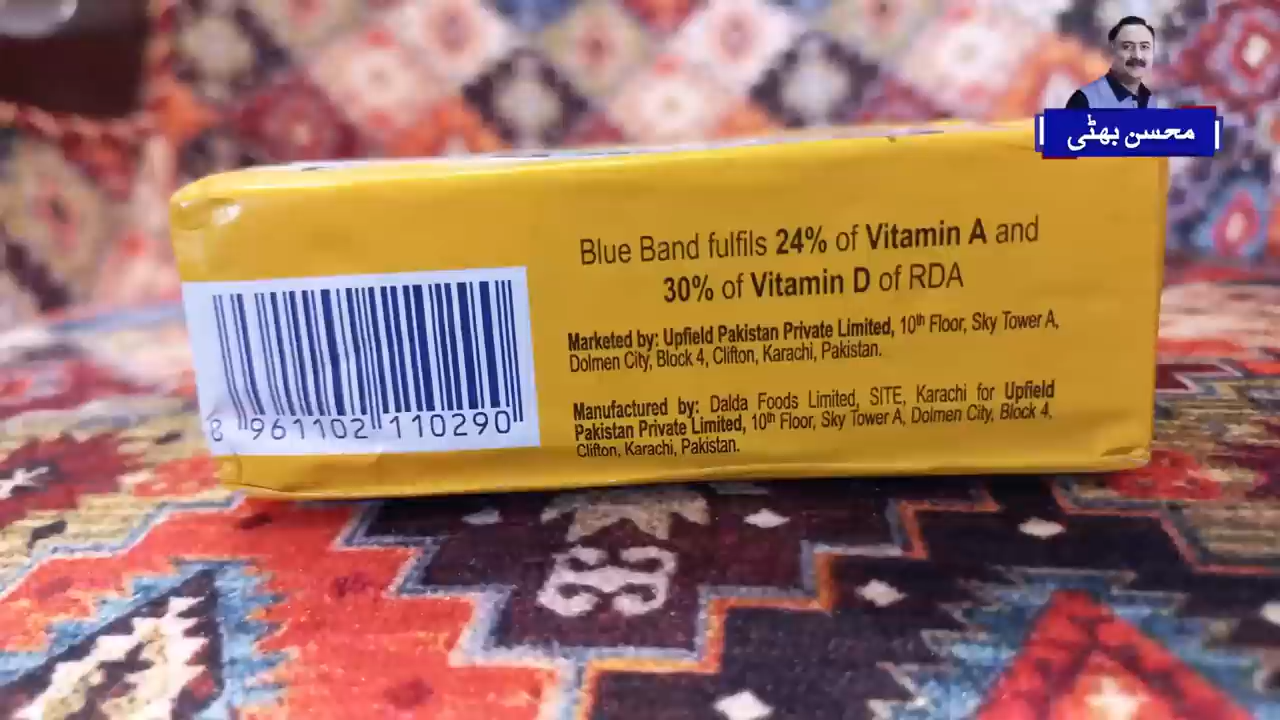 محسن بھٹی
Blue Band fulfils 24% of Vitamin A and
30% of Vitamin D of RDA
Marketed by: Upfield Pakistan Private Limited, 10th Floor, Sky Tower A,
Dolmen City, Block 4, Clifton, Karachi, Pakistan.
Manufactured by: Dalda Foods Limited, SITE, Karachi for Upfield
Pakistan Private Limited, 10th Floor, Sky Tower A, Dolmen City, Block 4,
Clifton, Karachi, Pakistan.
8 961102 110290